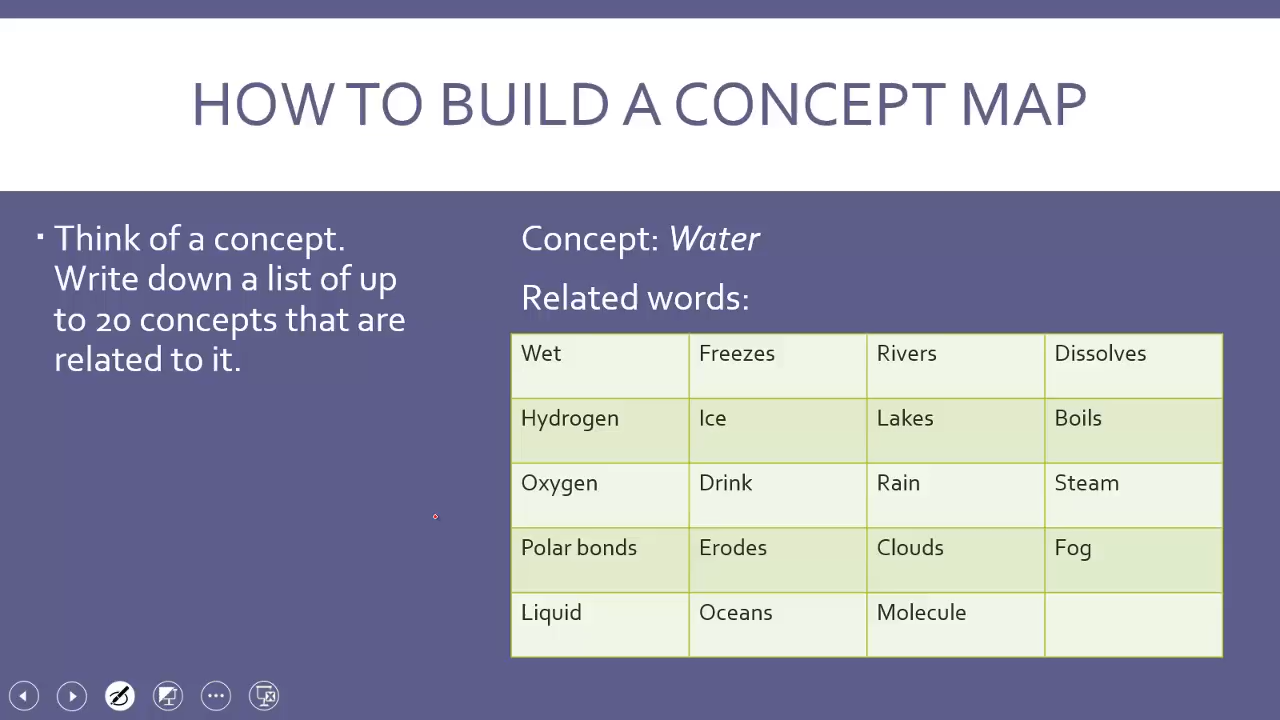 HOW TO BUILD A CONCEPT MAP
▪ Think of a concept.
Write down a list of up
to 20 concepts that are
related to it.
Concept: Water
Related words:
Wet Freezes Rivers Dissolves
Hydrogen Ice Lakes Boils
Oxygen Drink Rain Steam
Polar bonds Erodes Clouds Fog
Liquid Oceans Molecule